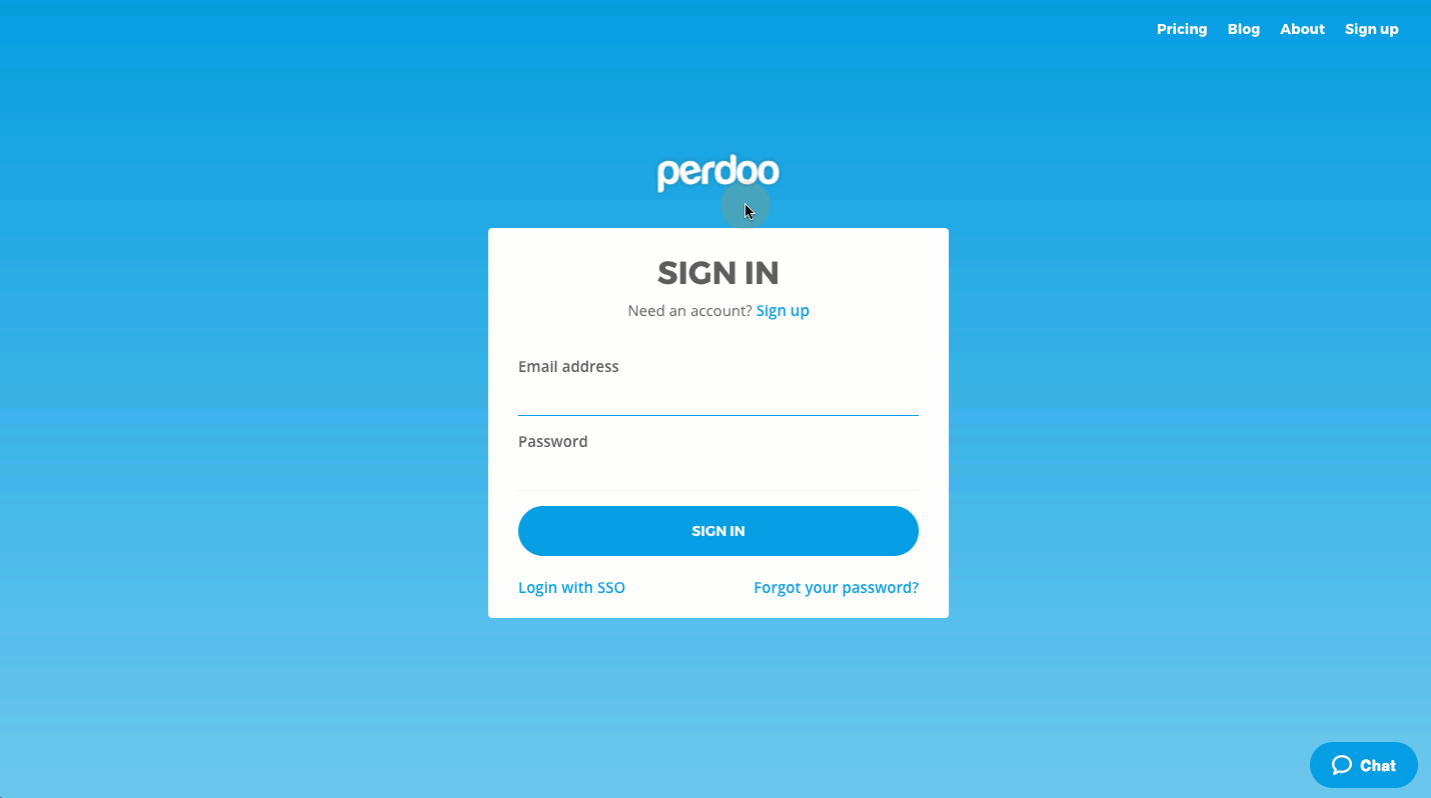 Pricing Blog About Sign up
perdoo
SIGN IN
Need an account? Sign up
Email address
Password
SIGN IN
Login with SSO Forgot your password?
Chat